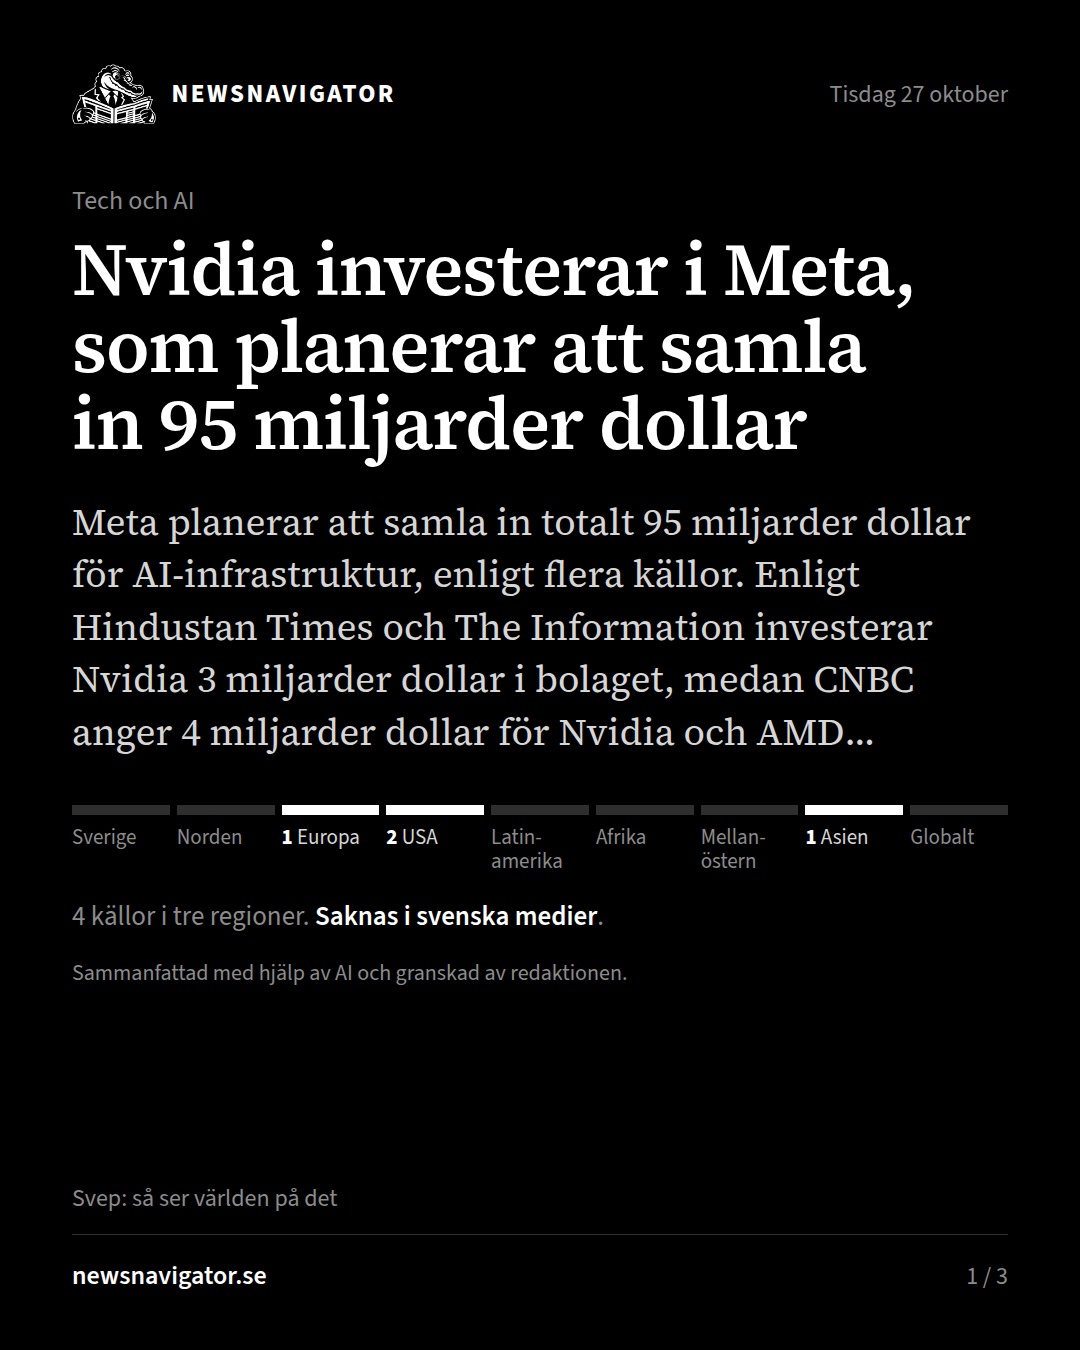 NEWSNAVIGATOR
Tisdag 27 oktober
Tech och AI
Nvidia investerar i Meta,
som planerar att samla
in 95 miljarder dollar
Meta planerar att samla in totalt 95 miljarder dollar
för AI-infrastruktur, enligt flera källor. Enligt
Hindustan Times och The Information investerar
Nvidia 3 miljarder dollar i bolaget, medan CNBC
anger 4 miljarder dollar för Nvidia och AMD...
Sverige
Norden
1 Europa
2 USA
Latin-
amerika
Afrika
Mellan-
östern
1 Asien
Globalt
4 källor i tre regioner. Saknas i svenska medier.
Sammanfattad med hjälp av AI och granskad av redaktionen.
Svep: så ser världen på det
newsnavigator.se
1 / 3